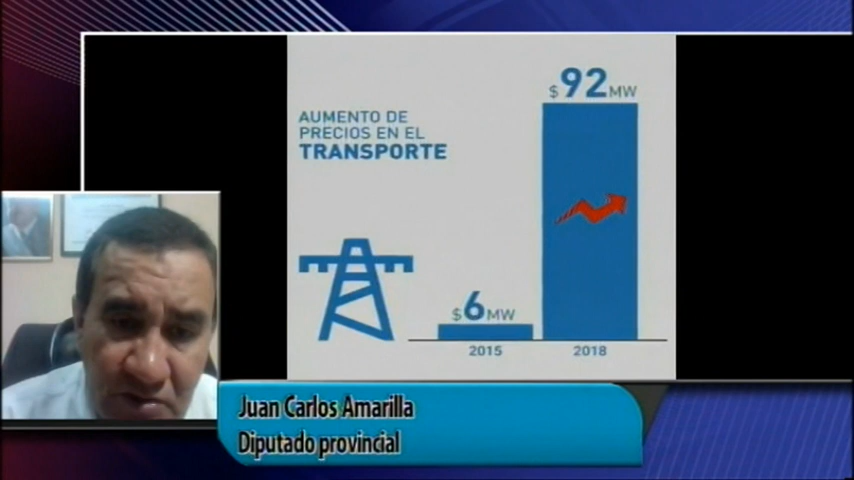 AUMENTO DE
PRECIOS EN EL
TRANSPORTE
$92MW
$6MW
2015
2018
Juan Carlos Amarilla
Diputado provincial